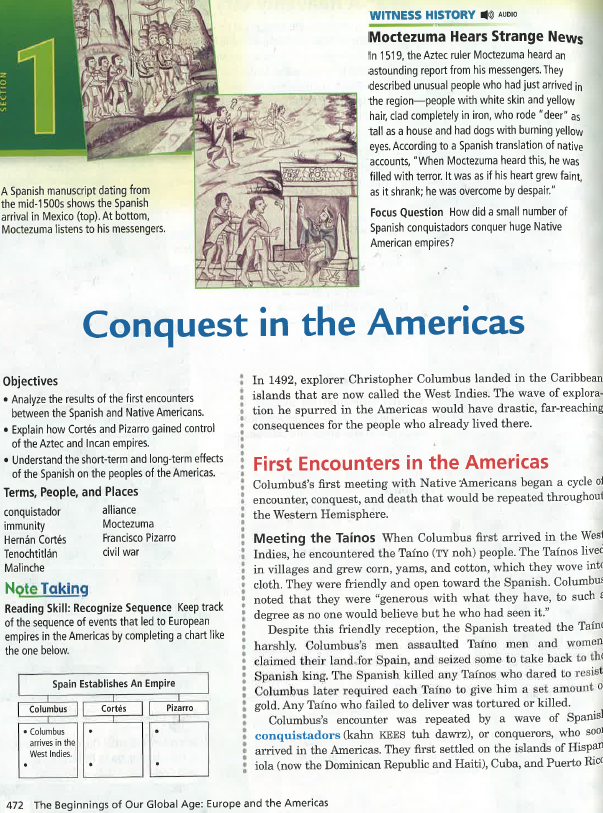 SECTION
1
WITNESS HISTORY AUDIO
Moctezuma Hears Strange News
In 1519, the Aztec ruler Moctezuma heard an
astounding report from his messengers. They
described unusual people who had just arrived in
the region—people with white skin and yellow
hair, clad completely in iron, who rode "deer" as
tall as a house and had dogs with burning yellow
eyes. According to a Spanish translation of native
accounts, "When Moctezuma heard this, he was
filled with terror. It was as if his heart grew faint,
as it shrank; he was overcome by despair."
Focus Question How did a small number of
Spanish conquistadors conquer huge Native
American empires?
A Spanish manuscript dating from
the mid-1500s shows the Spanish
arrival in Mexico (top). At bottom,
Moctezuma listens to his messengers.
Conquest in the Americas
Objectives
• Analyze the results of the first encounters
between the Spanish and Native Americans.
• Explain how Cortés and Pizarro gained control
of the Aztec and Incan empires.
• Understand the short-term and long-term effects
of the Spanish on the peoples of the Americas.
Terms, People, and Places
conquistador
immunity
Hernán Cortés
Tenochtitlán
Malinche
alliance
Moctezuma
Francisco Pizarro
civil war
Note Taking
Reading Skill: Recognize Sequence Keep track
of the sequence of events that led to European
empires in the Americas by completing a chart like
the one below.
Spain Establishes An Empire
Columbus Cortés Pizarro
• Columbus
arrives in the
West Indies.
In 1492, explorer Christopher Columbus landed in the Caribbean
islands that are now called the West Indies. The wave of explora-
tion he spurred in the Americas would have drastic, far-reaching
consequences for the people who already lived there.
First Encounters in the Americas
Columbus's first meeting with Native Americans began a cycle of
encounter, conquest, and death that would be repeated throughout
the Western Hemisphere.
Meeting the Taínos When Columbus first arrived in the West
Indies, he encountered the Taíno (TY noh) people. The Taínos lived
in villages and grew corn, yams, and cotton, which they wove into
cloth. They were friendly and open toward the Spanish. Columbus
noted that they were "generous with what they have, to such a
degree as no one would believe but he who had seen it."
Despite this friendly reception, the Spanish treated the Taíno
harshly. Columbus's men assaulted Taíno men and women,
claimed their land for Spain, and seized some to take back to the
Spanish king. The Spanish killed any Taínos who dared to resist.
Columbus later required each Taíno to give him a set amount o
gold. Any Taíno who failed to deliver was tortured or killed.
Columbus's encounter was repeated by a wave of Spanish
conquistadors (kahn KEES tuh dawrz), or conquerors, who soon
arrived in the Americas. They first settled on the islands of Hispan
iola (now the Dominican Republic and Haiti), Cuba, and Puerto Rico
472 The Beginnings of Our Global Age: Europe and the Americas